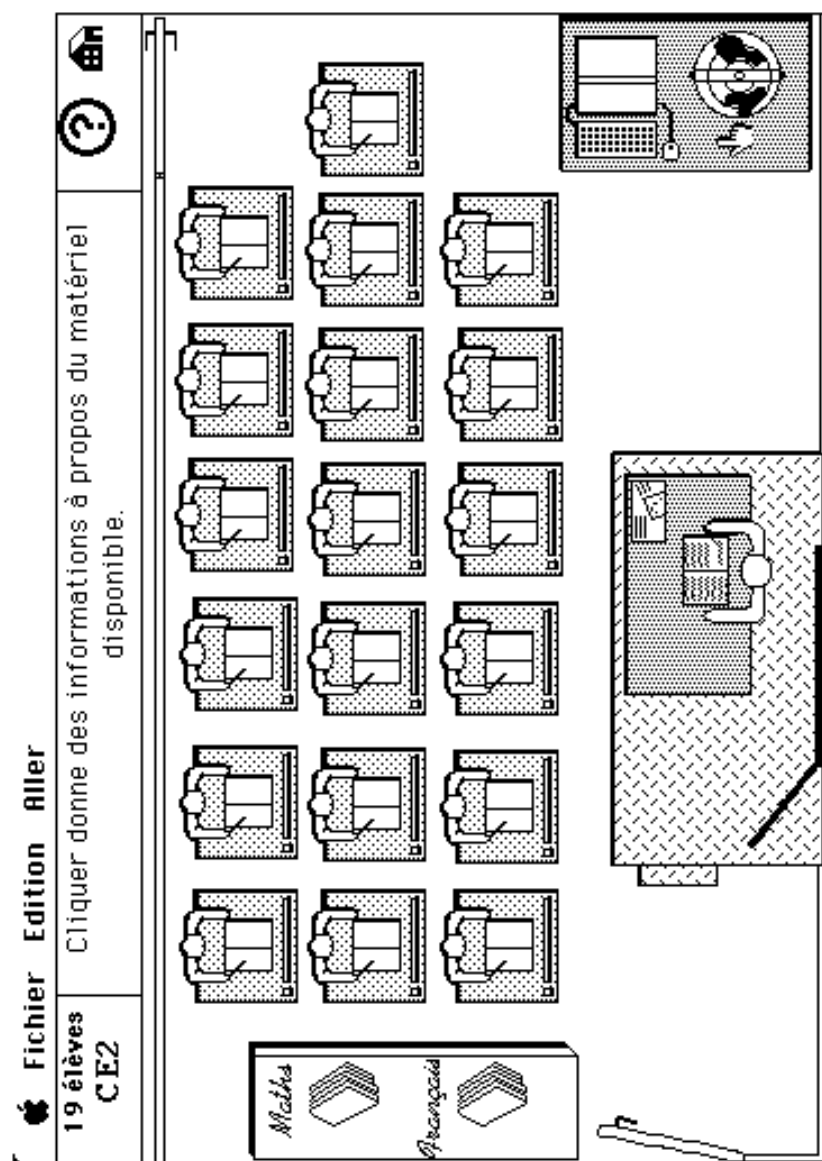 Fichier Edition Aller
19 élèves
CE2
Cliquer donne des informations à propos du matériel
disponible.
?
Maths
Français